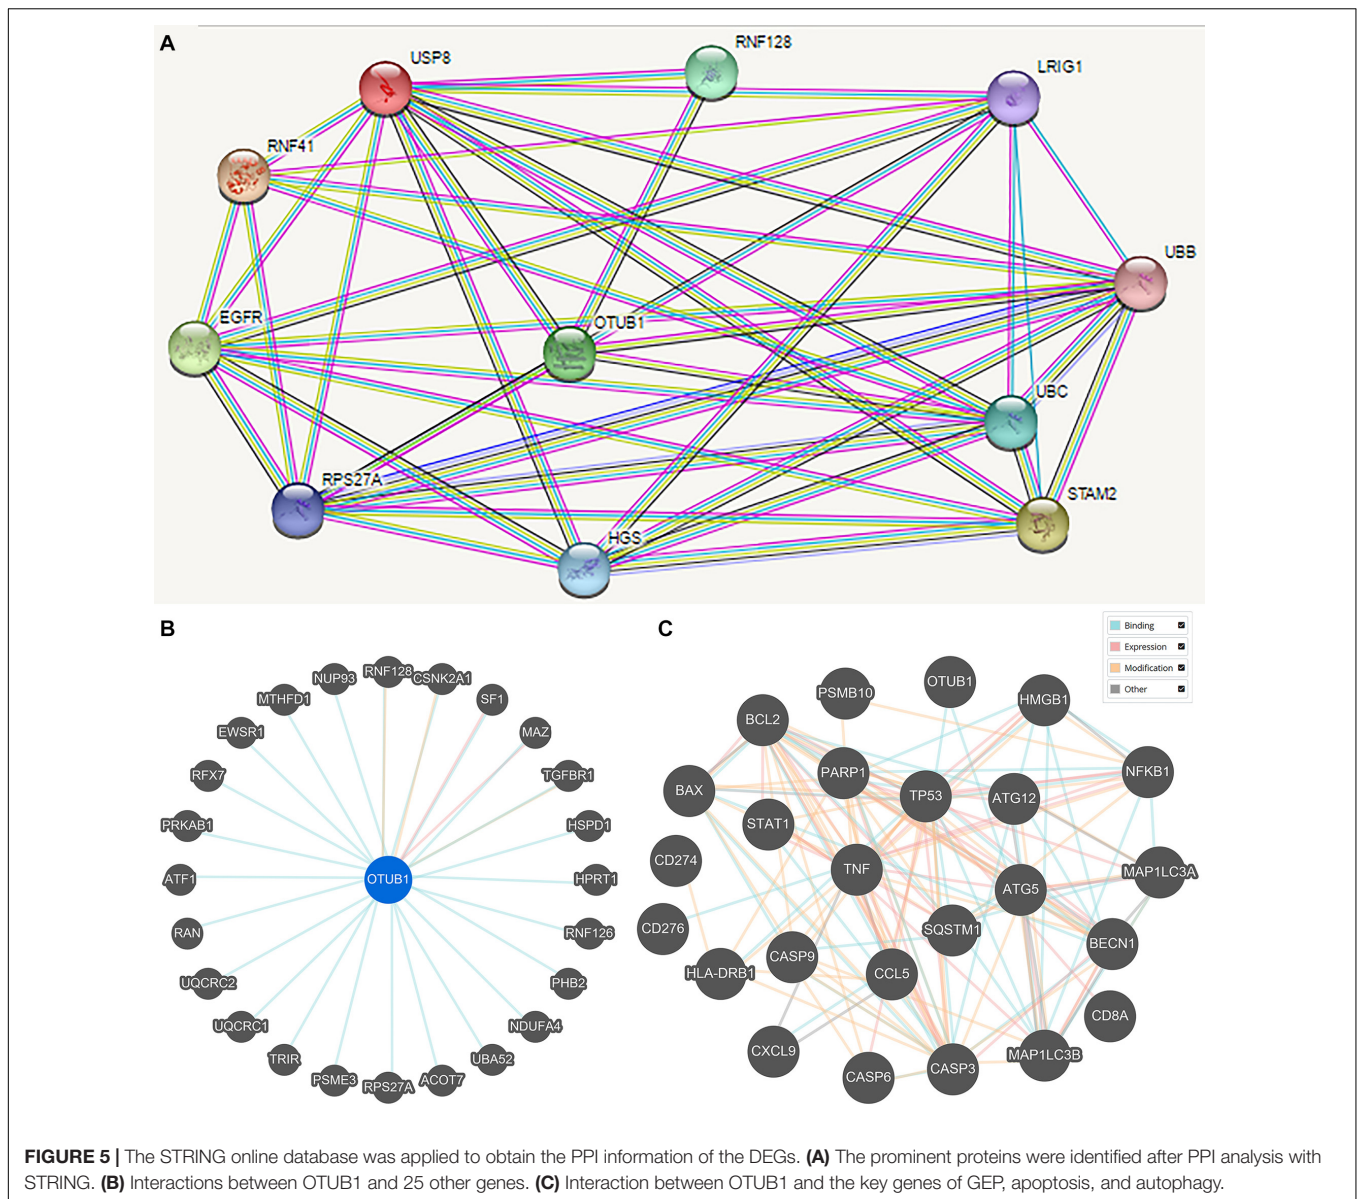 A
USP8
RNF128
LRIG1
RNF41
UBB
EGFR
OTUB1
UBC
RPS27A
STAM2
HGS
B
RNF128
CSNK2A1
NUP93
SF1
MTHFD1
MAZ
EWSR1
TGFBR1
RFX7
HSPD1
PRKAB1
OTUB1
HPRT1
ATF1
RNF126
RAN
PHB2
UQCRC2
NDUFA4
UQCRC1
UBA52
TRIR
ACOT7
PSME3
RPS27A
C
Binding
Expression
Modification
Other
OTUB1
PSMB10
HMGB1
BCL2
NFKB1
PARP1
BAX
TP53
ATG12
STAT1
CD274
TNF
MAP1LC3A
ATG5
CD276
SQSTM1
BECN1
CASP9
HLA-DRB1
CCL5
CD8A
CXCL9
MAP1LC3B
CASP6
CASP3
FIGURE 5 | The STRING online database was applied to obtain the PPI information of the DEGs. (A) The prominent proteins were identified after PPI analysis with
STRING. (B) Interactions between OTUB1 and 25 other genes. (C) Interaction between OTUB1 and the key genes of GEP, apoptosis, and autophagy.